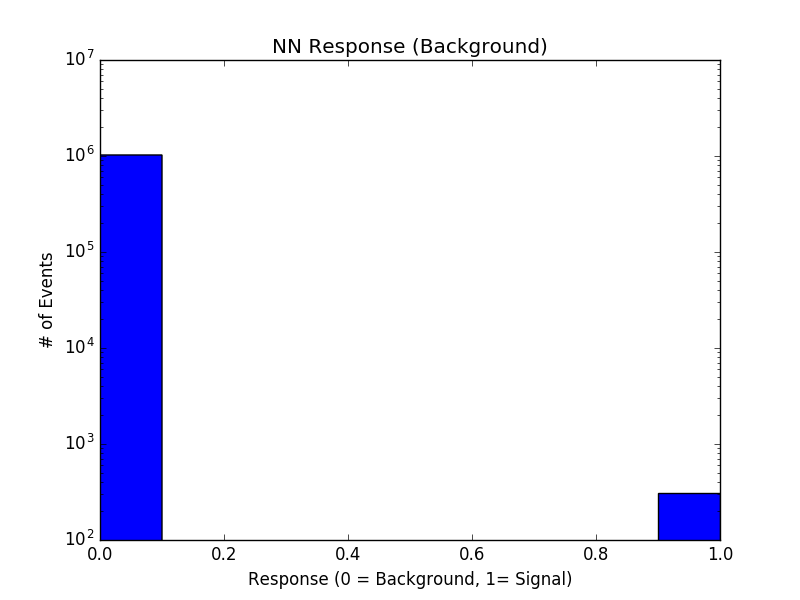 NN Response (Background)
10^7
10^6
10^5
10^4
10^3
10^2
# of Events
0.0 0.2 0.4 0.6 0.8 1.0
Response (0 = Background, 1= Signal)